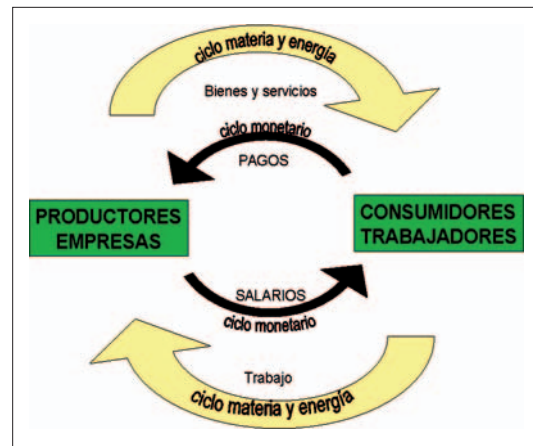 ciclo materia y energía
Bienes y servicios
ciclo monetario
PAGOS
PRODUCTORES
EMPRESAS
CONSUMIDORES
TRABAJADORES
SALARIOS
ciclo monetario
Trabajo
ciclo materia y energía